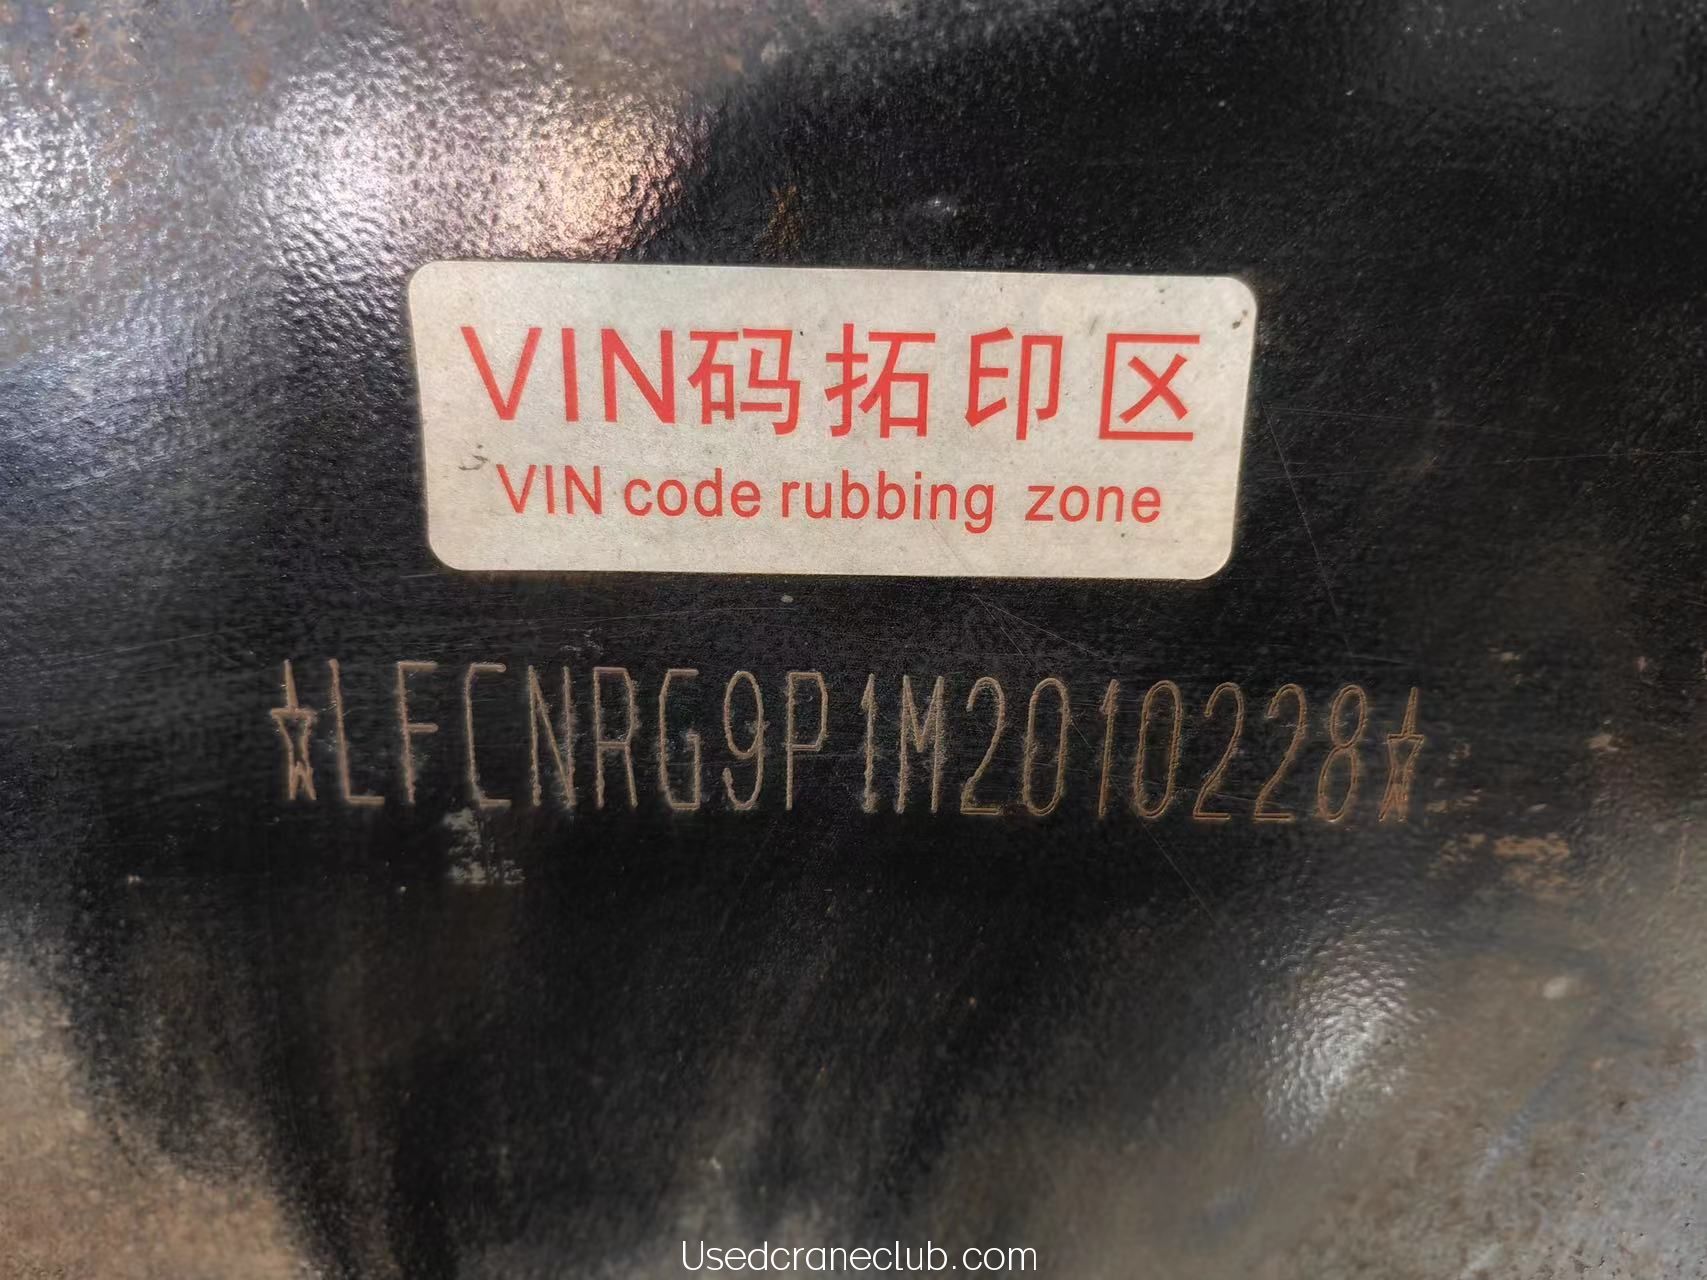 VIN码拓印区
VIN code rubbing zone
☆LFCNRG9P1M2010228☆
Usedcraneclub.com